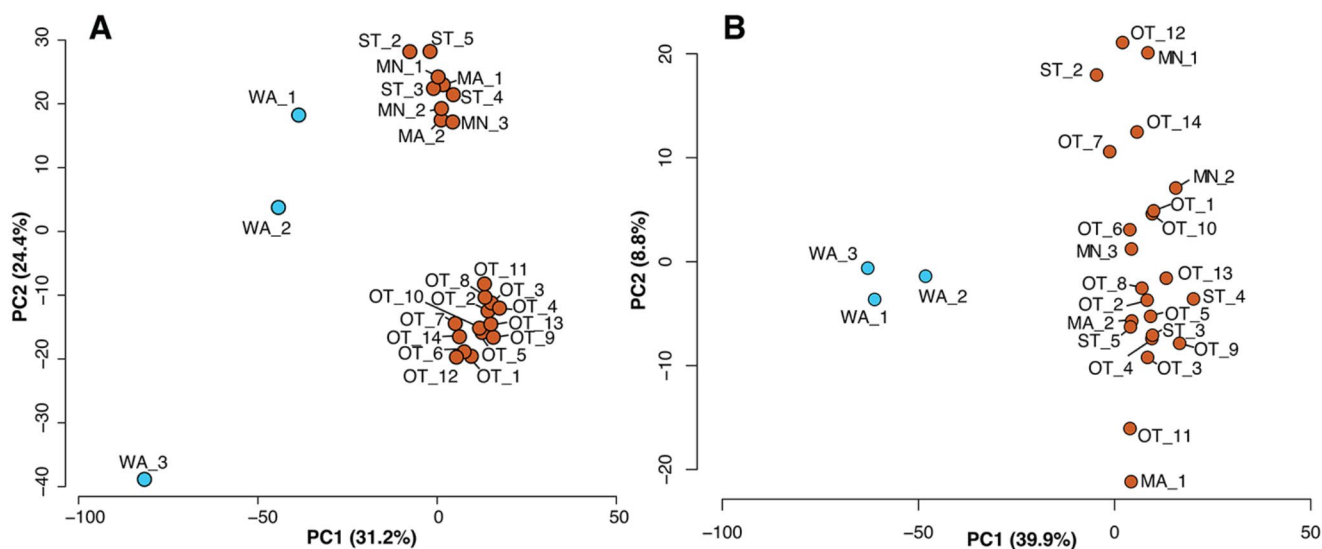 A
30
20
10
0
−10
−20
−30
−40
PC2 (24.4%)
ST_2
ST_5
MN_1
MA_1
ST_3
ST_4
MN_2
MN_3
MA_2
WA_1
WA_2
WA_3
OT_11
OT_8
OT_3
OT_10
OT_2
OT_4
OT_7
OT_13
OT_14
OT_9
OT_6
OT_5
OT_12
OT_1
−100
−50
0
50
PC1 (31.2%)
B
20
10
0
−10
−20
PC2 (8.8%)
OT_12
MN_1
ST_2
OT_14
OT_7
MN_2
OT_1
OT_6
OT_10
MN_3
WA_3
WA_2
WA_1
OT_13
OT_8
ST_4
OT_2
OT_5
MA_2
ST_3
ST_5
OT_9
OT_4
OT_3
OT_11
MA_1
−100
−50
0
50
PC1 (39.9%)